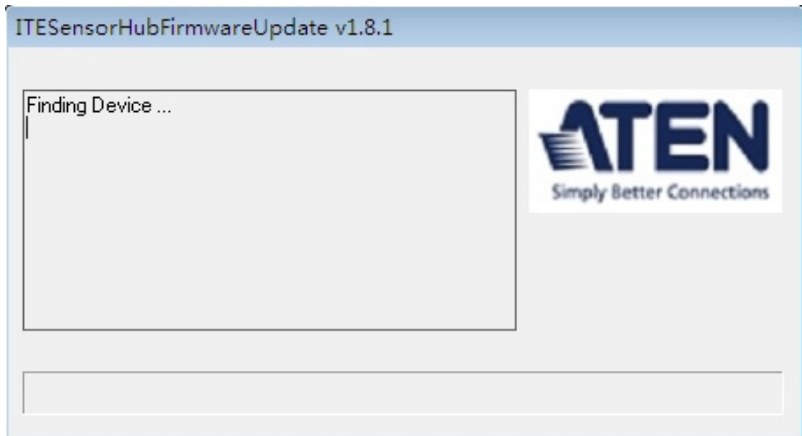 ITESensorHubFirmwareUpdate v1.8.1
Finding Device ...
ATEN
Simply Better Connections